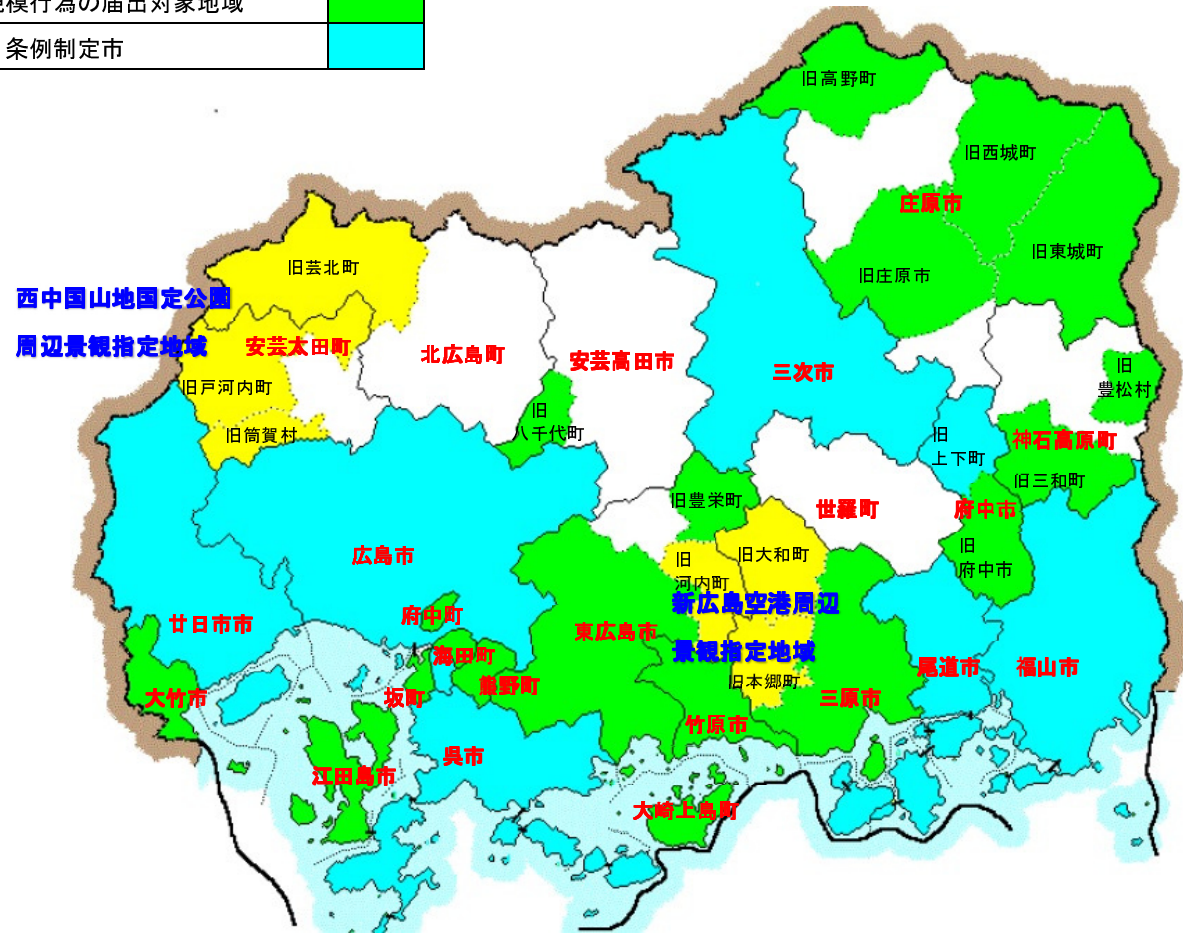 規模行為の届出対象地域
条例制定市
旧高野町
旧西城町
庄原市
旧東城町
旧庄原市
旧芸北町
西中国山地国定公園
周辺景観指定地域
安芸太田町
北広島町
安芸高田市
三次市
旧
豊松村
旧戸河内町
旧
八千代町
旧筒賀村
旧
上下町
神石高原町
旧三和町
旧豊栄町
世羅町
府中市
旧
府中市
広島市
旧大和町
旧
河内町
新広島空港周辺
景観指定地域
府中町
廿日市市
東広島市
海田町
熊野町
尾道市
福山市
大竹市
坂町
旧本郷町
三原市
竹原市
呉市
江田島市
大崎上島町